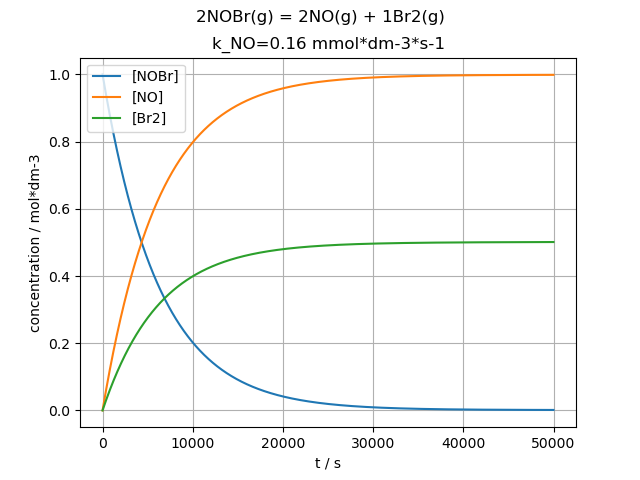 2NOBr(g) = 2NO(g) + 1Br2(g)
k_NO=0.16 mmol*dm-3*s-1
[NOBr]
[NO]
[Br2]
concentration / mol*dm-3
1.0
0.8
0.6
0.4
0.2
0.0
0 10000 20000 30000 40000 50000
t / s